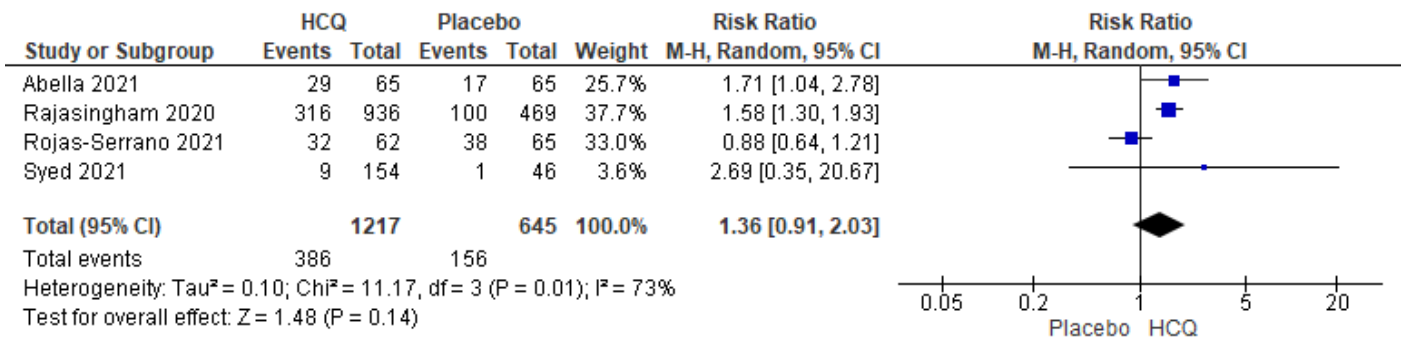 HCQ Placebo Risk Ratio Risk Ratio
Study or Subgroup Events Total Events Total Weight M-H, Random, 95% CI M-H, Random, 95% CI
Abella 2021 29 65 17 65 25.7% 1.71 [1.04, 2.78]
Rajasingham 2020 316 936 100 469 37.7% 1.58 [1.30, 1.93]
Rojas-Serrano 2021 32 62 38 65 33.0% 0.88 [0.64, 1.21]
Syed 2021 9 154 1 46 3.6% 2.69 [0.35, 20.67]
Total (95% CI) 1217 645 100.0% 1.36 [0.91, 2.03]
Total events 386 156
Heterogeneity: Tau² = 0.10; Chi² = 11.17, df = 3 (P = 0.01); I² = 73%
Test for overall effect: Z = 1.48 (P = 0.14)
0.05 0.2 1 5 20
Placebo HCQ